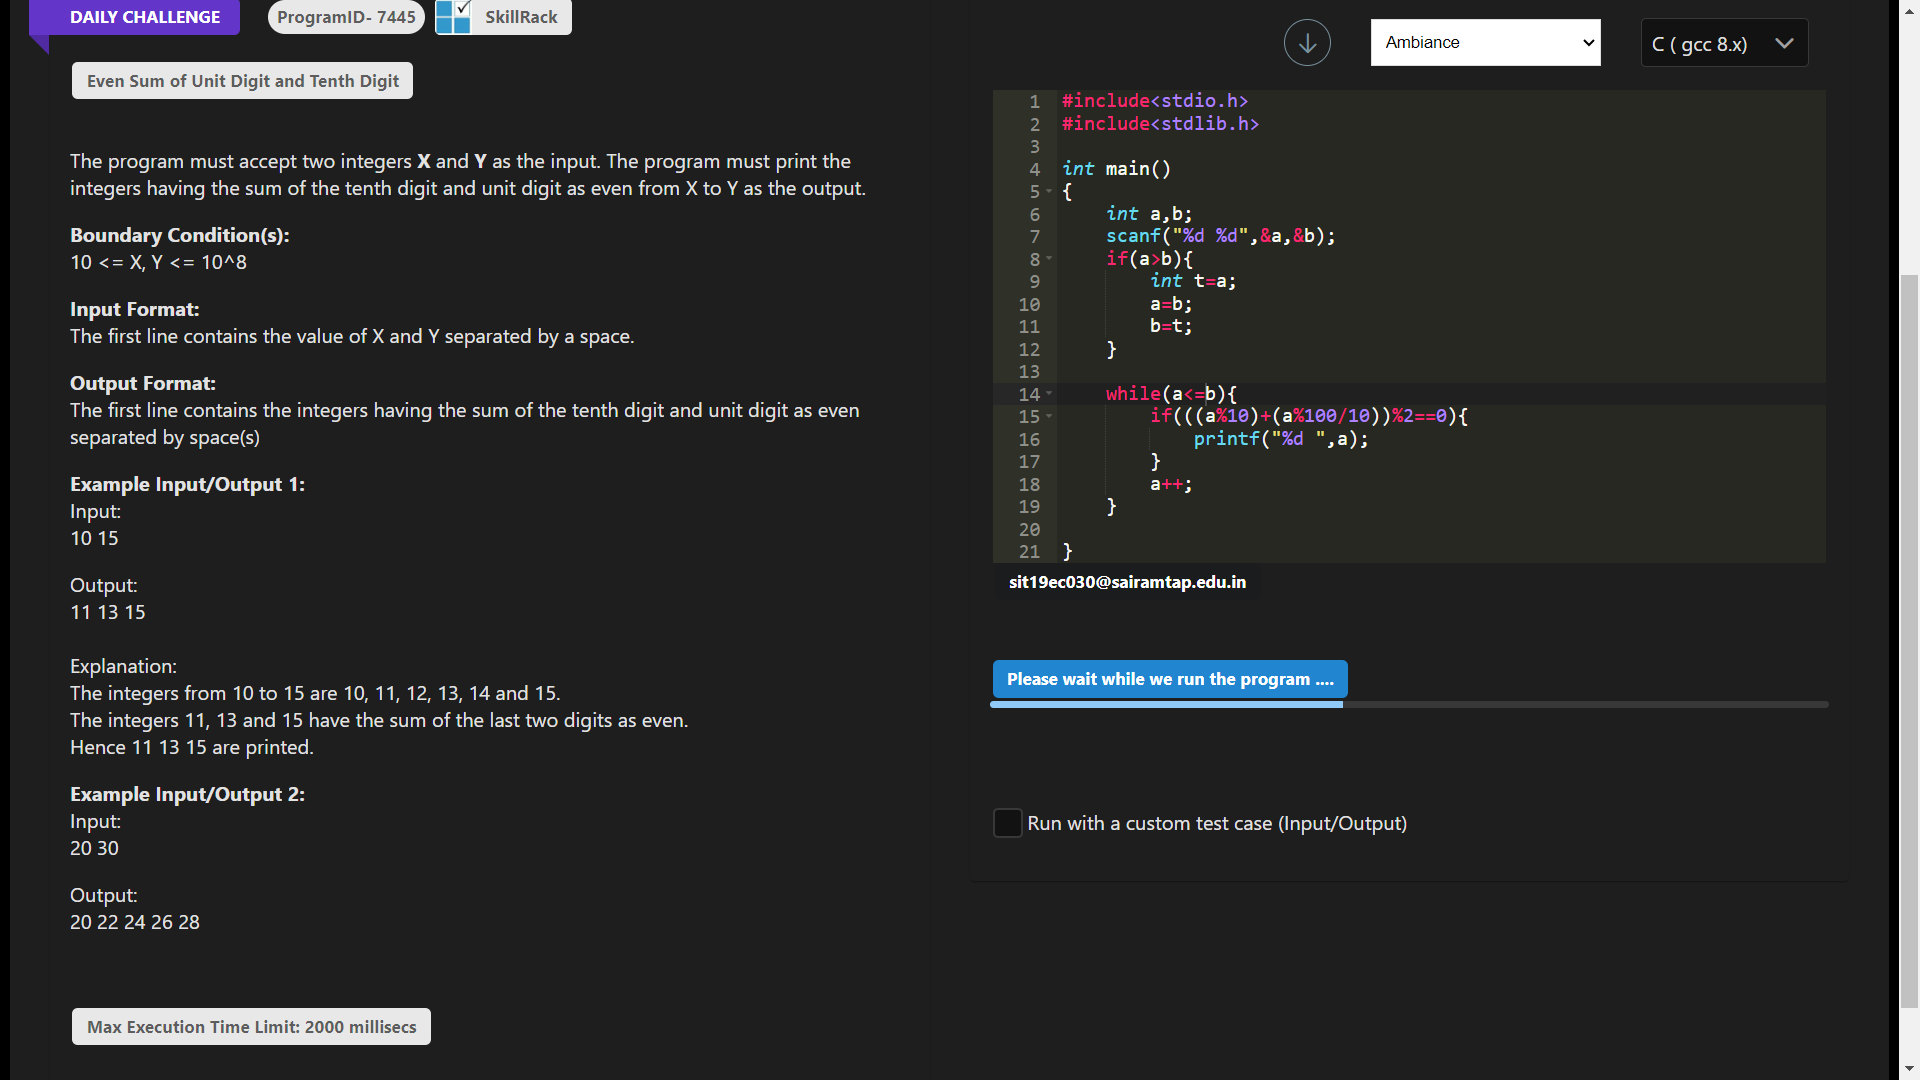 DAILY CHALLENGE
ProgramID- 7445
SkillRack
Even Sum of Unit Digit and Tenth Digit
The program must accept two integers X and Y as the input. The program must print the
integers having the sum of the tenth digit and unit digit as even from X to Y as the output.
Boundary Condition(s):
10 <= X, Y <= 10^8
Input Format:
The first line contains the value of X and Y separated by a space.
Output Format:
The first line contains the integers having the sum of the tenth digit and unit digit as even
separated by space(s)
Example Input/Output 1:
Input:
10 15
Output:
11 13 15
Explanation:
The integers from 10 to 15 are 10, 11, 12, 13, 14 and 15.
The integers 11, 13 and 15 have the sum of the last two digits as even.
Hence 11 13 15 are printed.
Example Input/Output 2:
Input:
20 30
Output:
20 22 24 26 28
Max Execution Time Limit: 2000 millisecs
Ambiance
C ( gcc 8.x)
1 #include<stdio.h>
2 #include<stdlib.h>
3
4 int main()
5 {
6     int a,b;
7     scanf("%d %d",&a,&b);
8     if(a>b){
9         int t=a;
10         a=b;
11         b=t;
12     }
13
14     while(a<=b){
15         if(((a%10)+(a%100/10))%2==0){
16             printf("%d ",a);
17         }
18         a++;
19     }
20
21 }
sit19ec030@sairamtap.edu.in
Please wait while we run the program ....
Run with a custom test case (Input/Output)